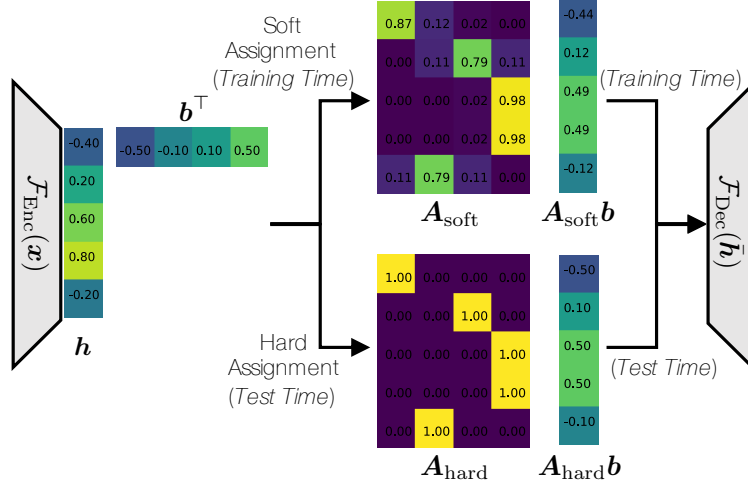 Soft
Assignment
(Training Time)
0.87 0.12 0.02 0.00
0.00 0.11 0.79 0.11
0.00 0.00 0.02 0.98
0.00 0.00 0.02 0.98
0.11 0.79 0.11 0.00
A_soft
-0.44
0.12
0.49
0.49
-0.12
A_soft b
(Training Time)
F_Enc(x)
-0.40
0.20
0.60
0.80
-0.20
h
b^⊤
-0.50 -0.10 0.10 0.50
Hard
Assignment
(Test Time)
1.00 0.00 0.00 0.00
0.00 0.00 1.00 0.00
0.00 0.00 0.00 1.00
0.00 0.00 0.00 1.00
0.00 1.00 0.00 0.00
A_hard
-0.50
0.10
0.50
0.50
-0.10
A_hard b
(Test Time)
F_Dec(h̄)